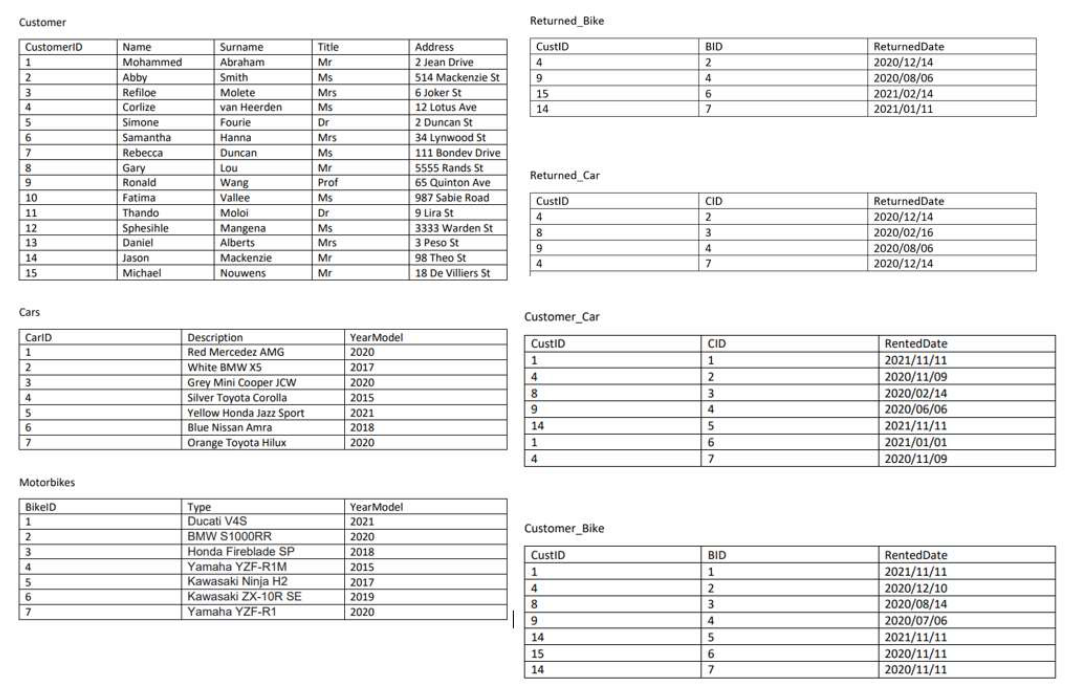 Customer
CustomerID Name Surname Title Address
1 Mohammed Abraham Mr 2 Jean Drive
2 Abby Smith Ms 514 Mackenzie St
3 Refiloe Molete Mrs 6 Joker St
4 Corlize van Heerden Ms 12 Lotus Ave
5 Simone Fourie Dr 2 Duncan St
6 Samantha Hanna Mrs 34 Lynwood St
7 Rebecca Duncan Ms 111 Bondev Drive
8 Gary Lou Mr 5555 Rands St
9 Ronald Wang Prof 65 Quinton Ave
10 Fatima Vallee Ms 987 Sabie Road
11 Thando Moloi Dr 9 Lira St
12 Sphesihle Mangena Ms 3333 Warden St
13 Daniel Alberts Mrs 3 Peso St
14 Jason Mackenzie Mr 98 Theo St
15 Michael Nouwens Mr 18 De Villiers St
Cars
CarID Description YearModel
1 Red Mercedez AMG 2020
2 White BMW X5 2017
3 Grey Mini Cooper JCW 2020
4 Silver Toyota Corolla 2015
5 Yellow Honda Jazz Sport 2021
6 Blue Nissan Amra 2018
7 Orange Toyota Hilux 2020
Motorbikes
BikeID Type YearModel
1 Ducati V4S 2021
2 BMW S1000RR 2020
3 Honda Fireblade SP 2018
4 Yamaha YZF-R1M 2015
5 Kawasaki Ninja H2 2017
6 Kawasaki ZX-10R SE 2019
7 Yamaha YZF-R1 2020
Returned_Bike
CustID BID ReturnedDate
4 2 2020/12/14
9 4 2020/08/06
15 6 2021/02/14
14 7 2021/01/11
Returned_Car
CustID CID ReturnedDate
4 2 2020/12/14
8 3 2020/02/16
9 4 2020/08/06
4 7 2020/12/14
Customer_Car
CustID CID RentedDate
1 1 2021/11/11
4 2 2020/11/09
8 3 2020/02/14
9 4 2020/06/06
14 5 2021/11/11
1 6 2021/01/01
4 7 2020/11/09
Customer_Bike
CustID BID RentedDate
1 1 2021/11/11
4 2 2020/12/10
8 3 2020/08/14
9 4 2020/07/06
14 5 2021/11/11
15 6 2020/11/11
14 7 2020/11/11